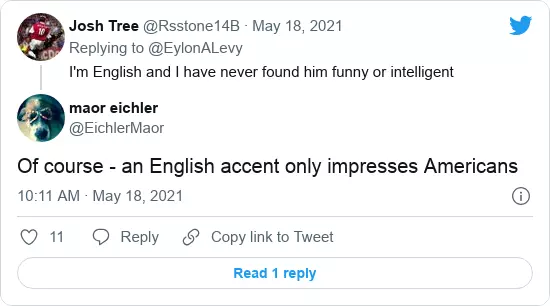 Josh Tree @Rsstone14B · May 18, 2021
Replying to @EylonALevy
I'm English and I have never found him funny or intelligent
maor eichler
@EichlerMaor
Of course - an English accent only impresses Americans
10:11 AM · May 18, 2021
11 Reply Copy link to Tweet
Read 1 reply